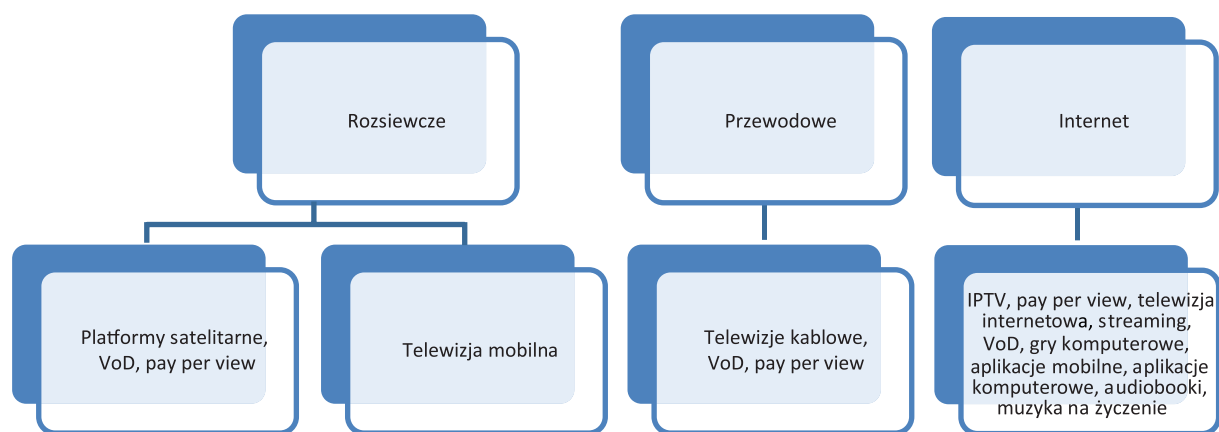 Rozsiewcze
Przewodowe
Internet
Platformy satelitarne,
VoD, pay per view
Telewizja mobilna
Telewizje kablowe,
VoD, pay per view
IPTV, pay per view, telewizja
internetowa, streaming,
VoD, gry komputerowe,
aplikacje mobilne, aplikacje
komputerowe, audiobooki,
muzyka na życzenie